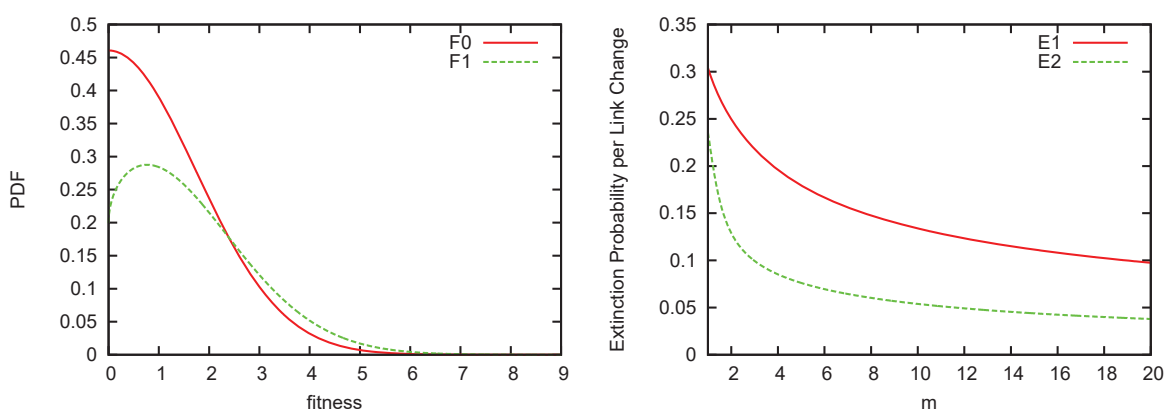 PDF
0.5
0.45
0.4
0.35
0.3
0.25
0.2
0.15
0.1
0.05
0
0 1 2 3 4 5 6 7 8 9
fitness
F0
F1
Extinction Probability per Link Change
0.35
0.3
0.25
0.2
0.15
0.1
0.05
0
2 4 6 8 10 12 14 16 18 20
m
E1
E2